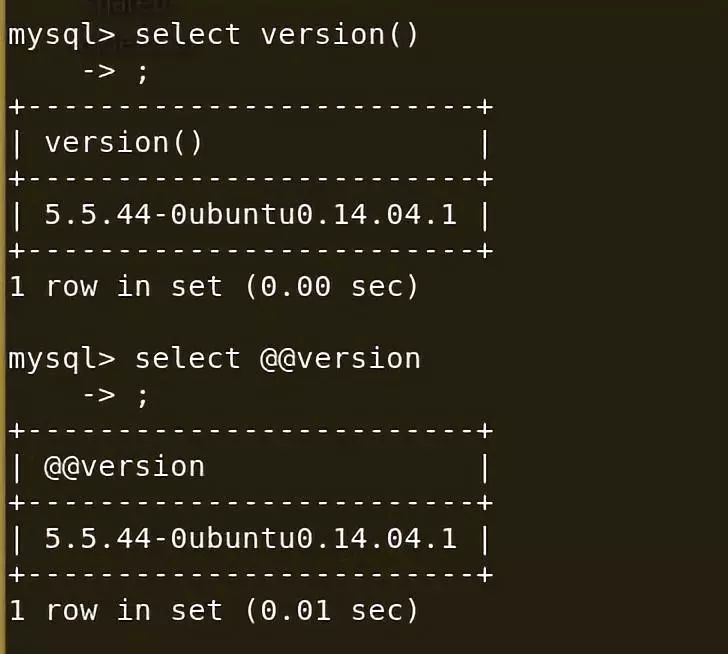 mysql> select version()
    -> ;
+-------------------------+
| version()               |
+-------------------------+
| 5.5.44-0ubuntu0.14.04.1 |
+-------------------------+
1 row in set (0.00 sec)

mysql> select @@version
    -> ;
+-------------------------+
| @@version               |
+-------------------------+
| 5.5.44-0ubuntu0.14.04.1 |
+-------------------------+
1 row in set (0.01 sec)